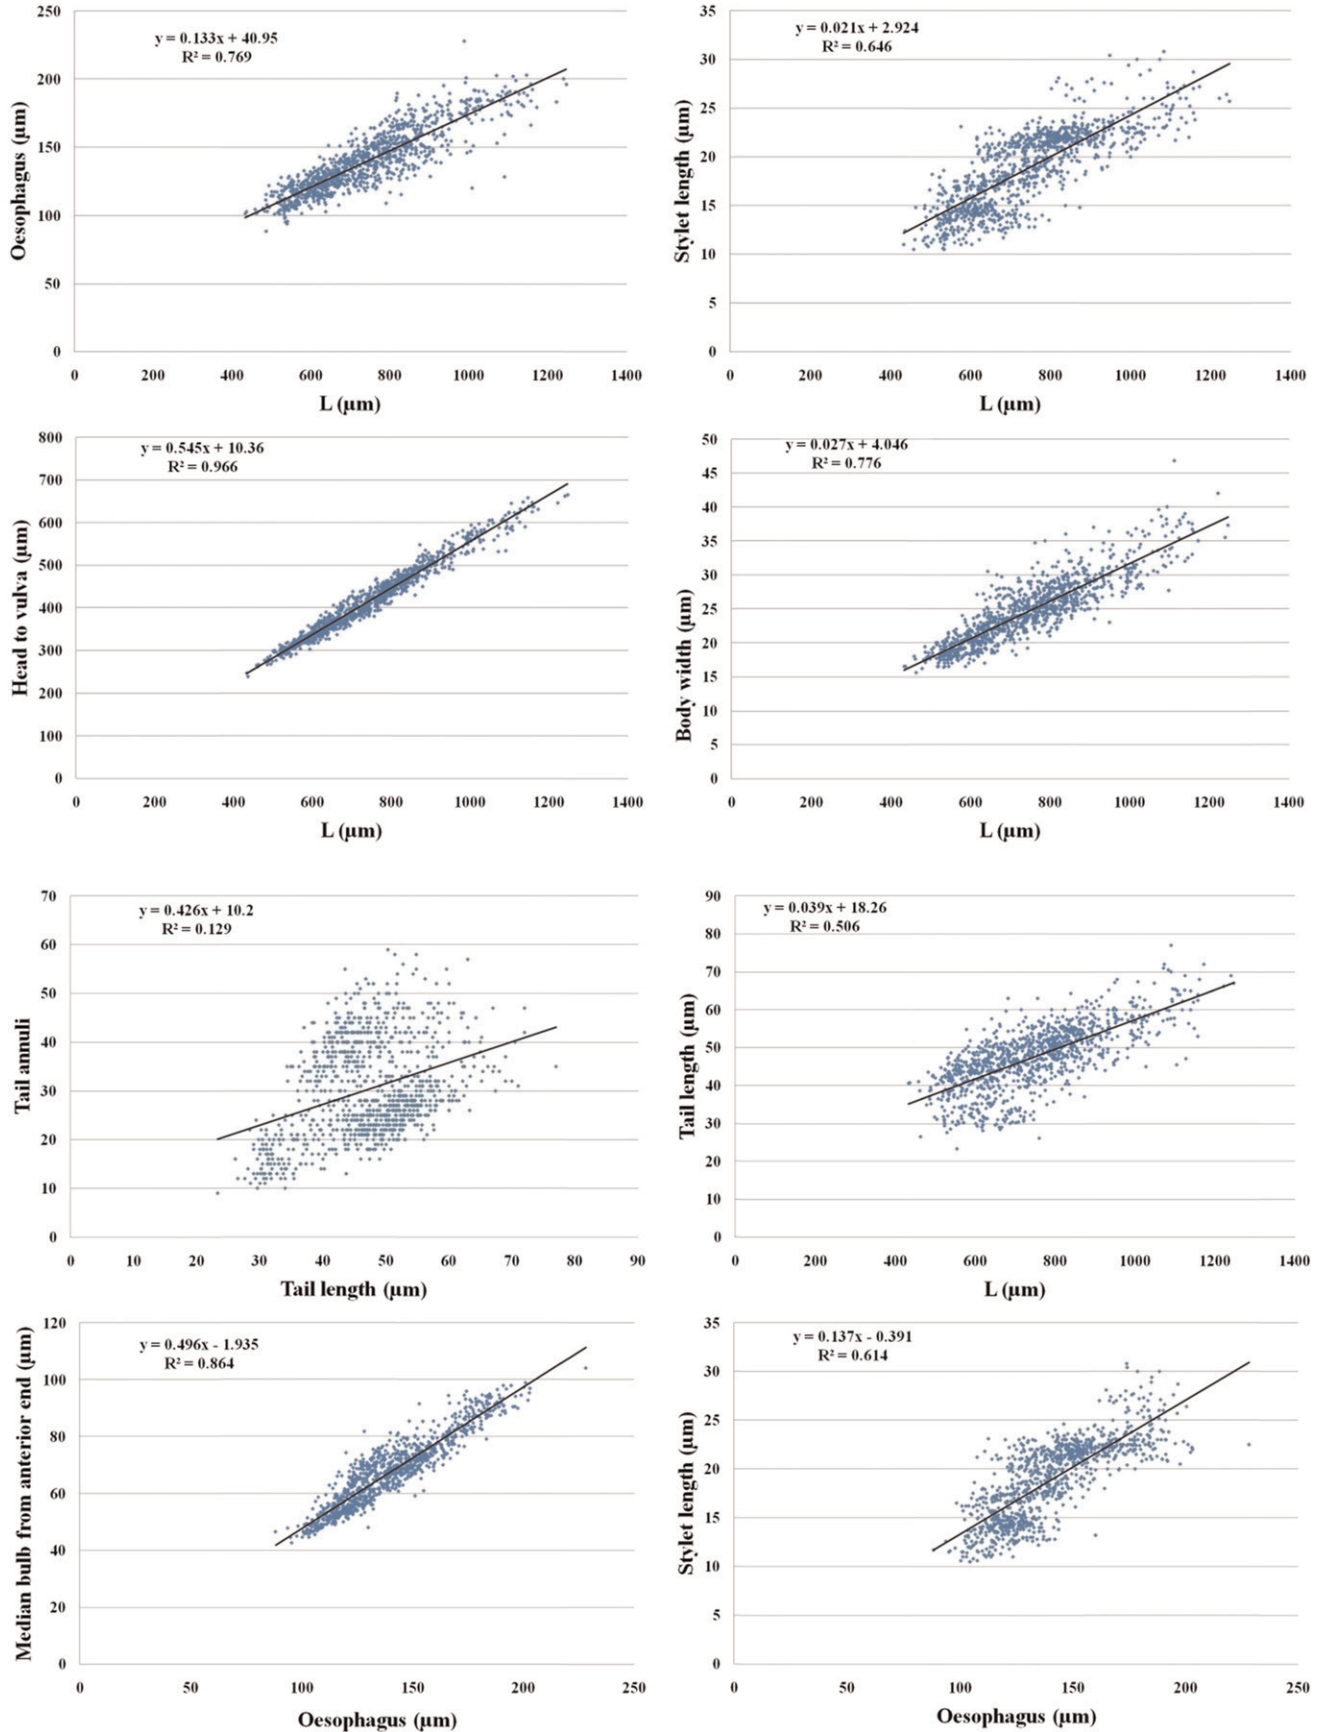 y = 0.133x + 40.95
R² = 0.769
250
200
150
100
50
0
0 200 400 600 800 1000 1200 1400
Oesophagus (µm)
L (µm)
y = 0.021x + 2.924
R² = 0.646
35
30
25
20
15
10
5
0
0 200 400 600 800 1000 1200 1400
Stylet length (µm)
L (µm)
y = 0.545x + 10.36
R² = 0.966
800
700
600
500
400
300
200
100
0
0 200 400 600 800 1000 1200 1400
Head to vulva (µm)
L (µm)
y = 0.027x + 4.046
R² = 0.776
50
45
40
35
30
25
20
15
10
5
0
0 200 400 600 800 1000 1200 1400
Body width (µm)
L (µm)
y = 0.426x + 10.2
R² = 0.129
70
60
50
40
30
20
10
0
0 10 20 30 40 50 60 70 80 90
Tail annuli
Tail length (µm)
y = 0.039x + 18.26
R² = 0.506
90
80
70
60
50
40
30
20
10
0
0 200 400 600 800 1000 1200 1400
Tail length (µm)
L (µm)
y = 0.496x - 1.935
R² = 0.864
120
100
80
60
40
20
0
0 50 100 150 200 250
Median bulb from anterior end (µm)
Oesophagus (µm)
y = 0.137x - 0.391
R² = 0.614
35
30
25
20
15
10
5
0
0 50 100 150 200 250
Stylet length (µm)
Oesophagus (µm)